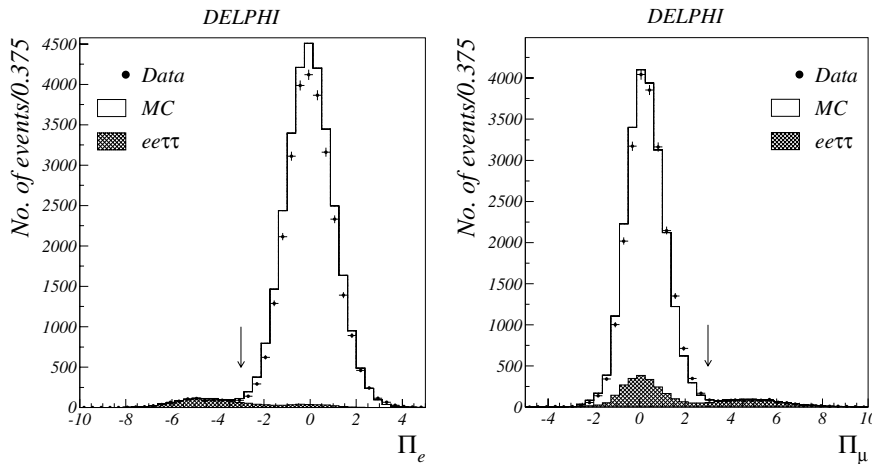 DELPHI
No. of events/0.375
4500
4000
3500
3000
2500
2000
1500
1000
500
0
Data
MC
eeττ
-10 -8 -6 -4 -2 0 2 4
Π_e
DELPHI
No. of events/0.375
4000
3500
3000
2500
2000
1500
1000
500
0
Data
MC
eeττ
-4 -2 0 2 4 6 8 10
Π_μ